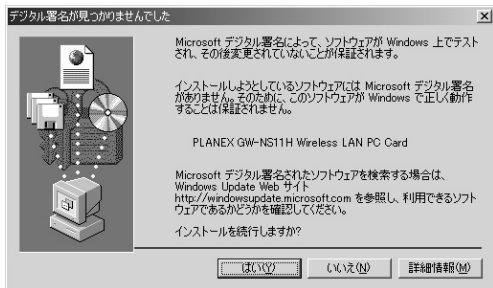 デジタル署名が見つかりませんでした
Microsoft デジタル署名によって、ソフトウェアが Windows 上でテスト
され、その後変更されていないことが保証されます。
インストールしようとしているソフトウェアには Microsoft デジタル署名
がありません。そのために、このソフトウェアが Windows で正しく動作
することは保証されません。
PLANEX GW-NS11H Wireless LAN PC Card
Microsoft デジタル署名されたソフトウェアを検索する場合は、
Windows Update Web サイト
http://windowsupdate.microsoft.com を参照し、利用できるソフト
ウェアであるかどうかを確認してください。
インストールを続行しますか?
はい(Y) いいえ(N) 詳細情報(M)